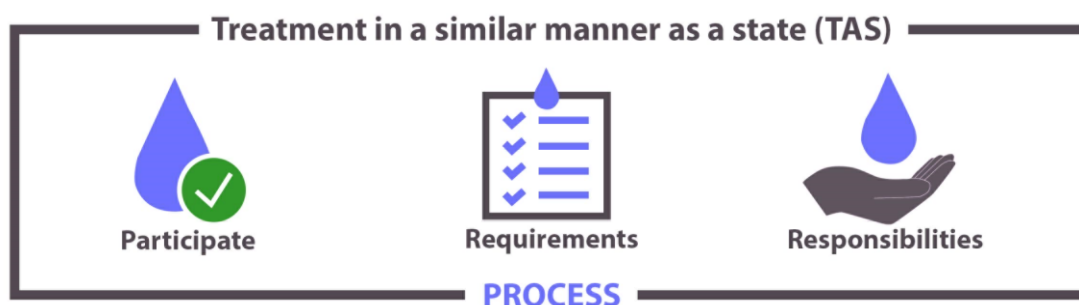 Treatment in a similar manner as a state (TAS)
Participate
Requirements
Responsibilities
PROCESS